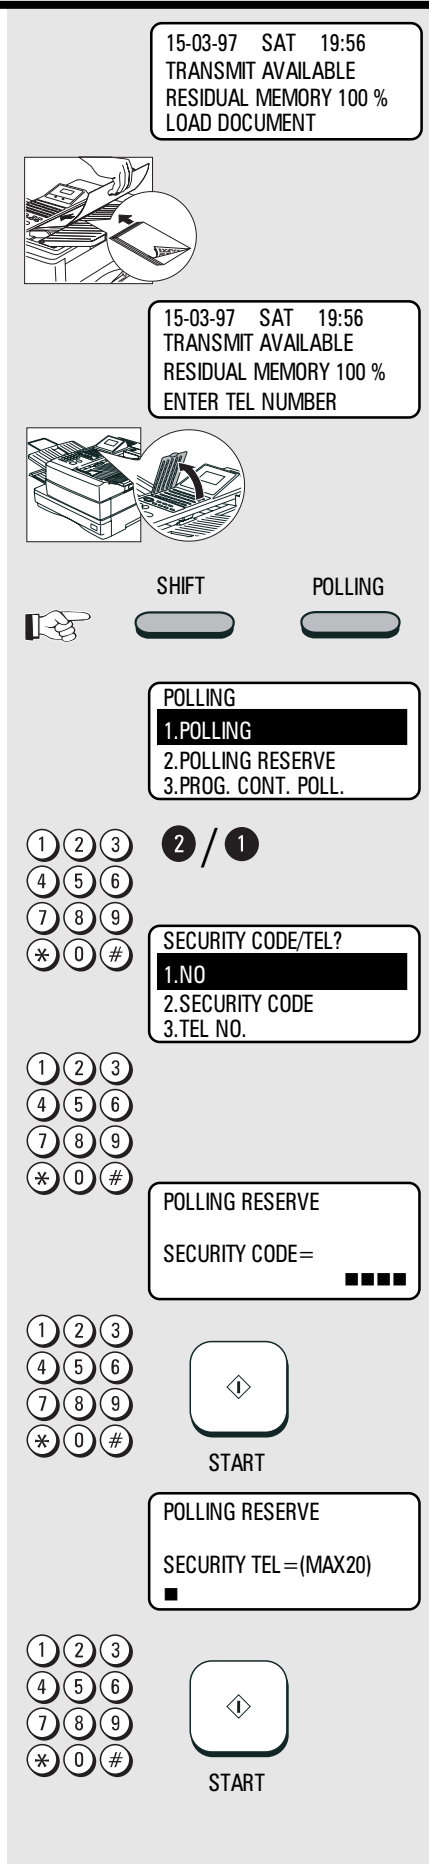 15-03-97 SAT 19:56
TRANSMIT AVAILABLE
RESIDUAL MEMORY 100 %
LOAD DOCUMENT
15-03-97 SAT 19:56
TRANSMIT AVAILABLE
RESIDUAL MEMORY 100 %
ENTER TEL NUMBER
SHIFT POLLING
POLLING
1.POLLING
2.POLLING RESERVE
3.PROG. CONT. POLL.
1 2 3
4 5 6
7 8 9
* 0 #
2 / 1
SECURITY CODE/TEL?
1.NO
2.SECURITY CODE
3.TEL NO.
1 2 3
4 5 6
7 8 9
* 0 #
POLLING RESERVE
SECURITY CODE=
■■■■
1 2 3
4 5 6
7 8 9
* 0 #
START
POLLING RESERVE
SECURITY TEL=(MAX20)
■
1 2 3
4 5 6
7 8 9
* 0 #
START